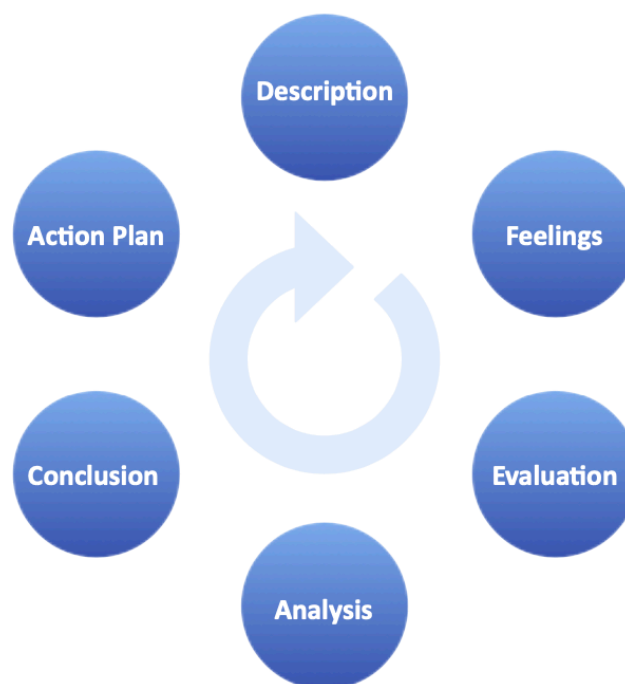 Description
Feelings
Evaluation
Analysis
Conclusion
Action Plan